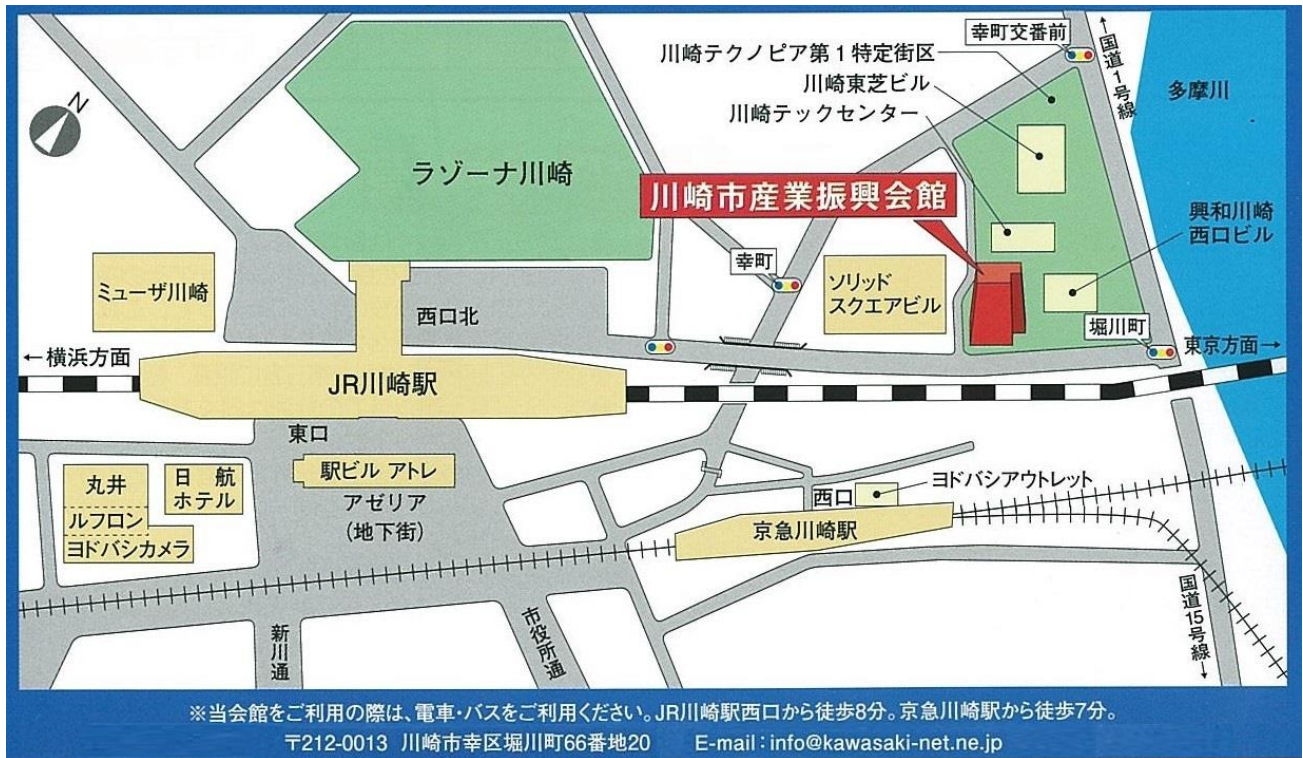 N
川崎テクノピア第1特定街区
川崎東芝ビル
川崎テックセンター
幸町交番前
↑国道1号線
多摩川
ラゾーナ川崎
川崎市産業振興会館
興和川崎
西口ビル
ミューザ川崎
西口北
幸町
ソリッド
スクエアビル
堀川町
←横浜方面
東京方面→
JR川崎駅
東口
駅ビル アトレ
アゼリア
(地下街)
丸井
ルフロン
ヨドバシカメラ
日 航
ホテル
西口
ヨドバシアウトレット
京急川崎駅
新川通
市役所通
国道15号線→
※当会館をご利用の際は、電車・バスをご利用ください。JR川崎駅西口から徒歩8分。京急川崎駅から徒歩7分。
〒212-0013 川崎市幸区堀川町66番地20 E-mail:info@kawasaki-net.ne.jp